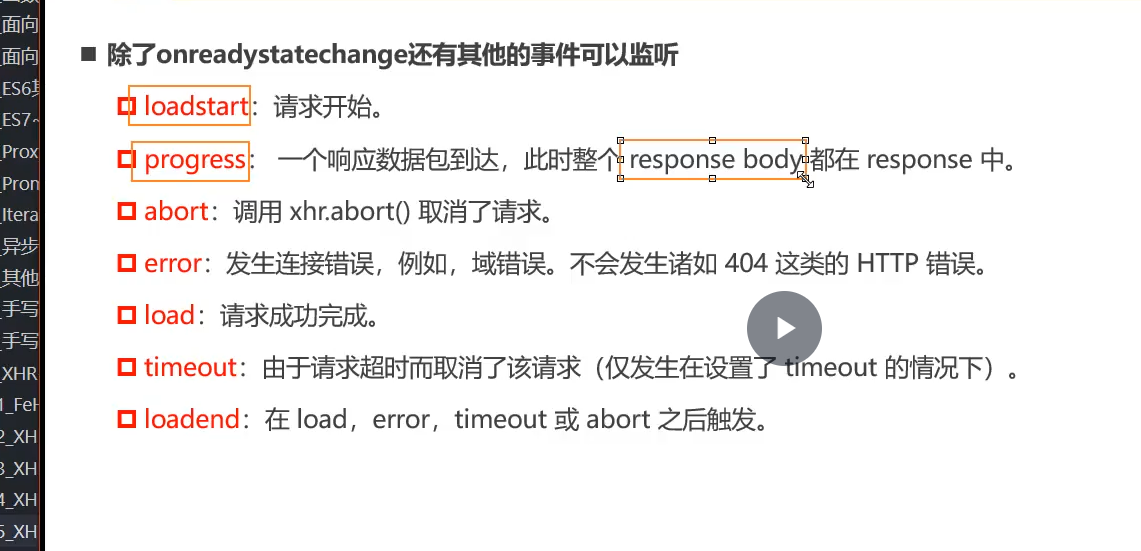 _面向
■ 除了onreadystatechange还有其他的事件可以监听
_面向
_ES6其
loadstart：请求开始。
_ES7~
_Prox
progress： 一个响应数据包到达，此时整个 response body 都在 response 中。
_Prom
_Itera
abort：调用 xhr.abort() 取消了请求。
_异步
error：发生连接错误，例如，域错误。不会发生诸如 404 这类的 HTTP 错误。
_其他
_手写
load：请求成功完成。
_手写
_XHR
timeout：由于请求超时而取消了该请求（仅发生在设置了 timeout 的情况下）。
1_FeH
loadend：在 load，error，timeout 或 abort 之后触发。
2_XH
3_XH
4_XH
5_XH